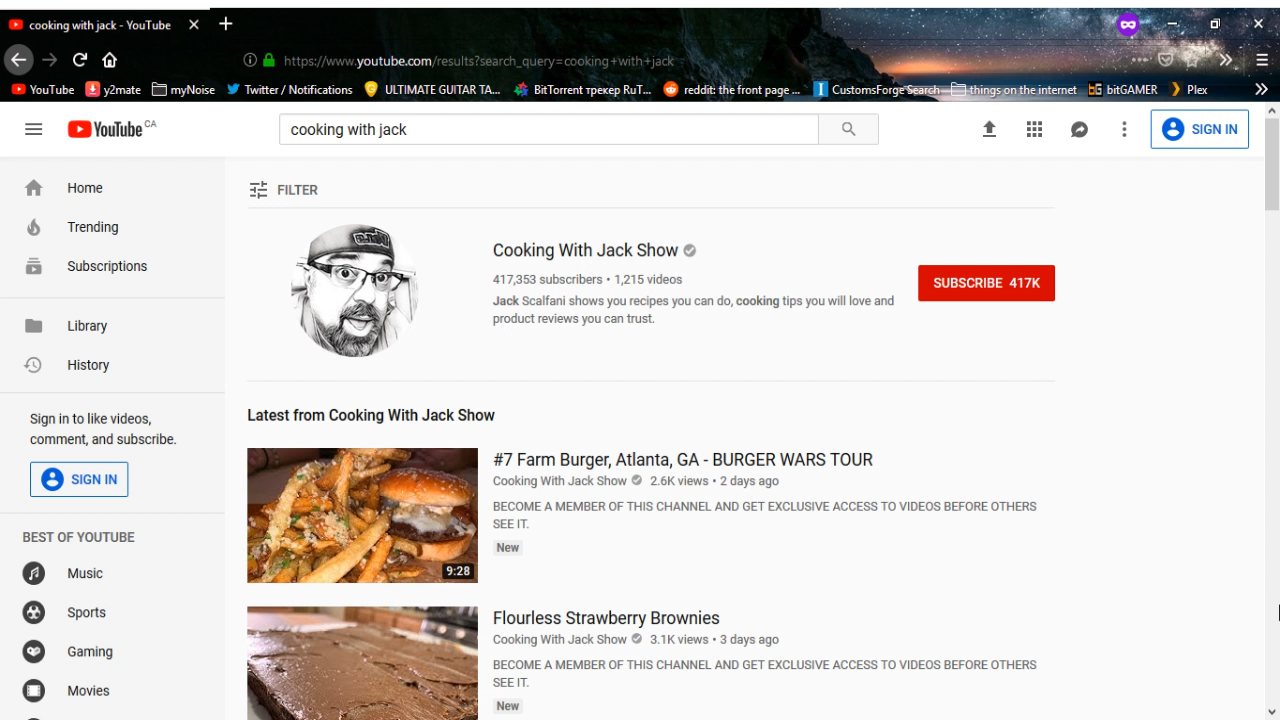 cooking with jack - YouTube
https://www.youtube.com/results?search_query=cooking+with+jack
YouTube y2mate myNoise Twitter / Notifications ULTIMATE GUITAR TA... BitTorrent трекер RuT... reddit: the front page ... CustomsForge Search things on the internet bitGAMER Plex
YouTube CA
cooking with jack
SIGN IN
Home
Trending
Subscriptions
Library
History
Sign in to like videos,
comment, and subscribe.
SIGN IN
BEST OF YOUTUBE
Music
Sports
Gaming
Movies
FILTER
Cooking With Jack Show
417,353 subscribers • 1,215 videos
Jack Scalfani shows you recipes you can do, cooking tips you will love and
product reviews you can trust.
SUBSCRIBE 417K
Latest from Cooking With Jack Show
9:28
#7 Farm Burger, Atlanta, GA - BURGER WARS TOUR
Cooking With Jack Show 2.6K views • 2 days ago
BECOME A MEMBER OF THIS CHANNEL AND GET EXCLUSIVE ACCESS TO VIDEOS BEFORE OTHERS
SEE IT.
New
Flourless Strawberry Brownies
Cooking With Jack Show 3.1K views • 3 days ago
BECOME A MEMBER OF THIS CHANNEL AND GET EXCLUSIVE ACCESS TO VIDEOS BEFORE OTHERS
SEE IT.
New